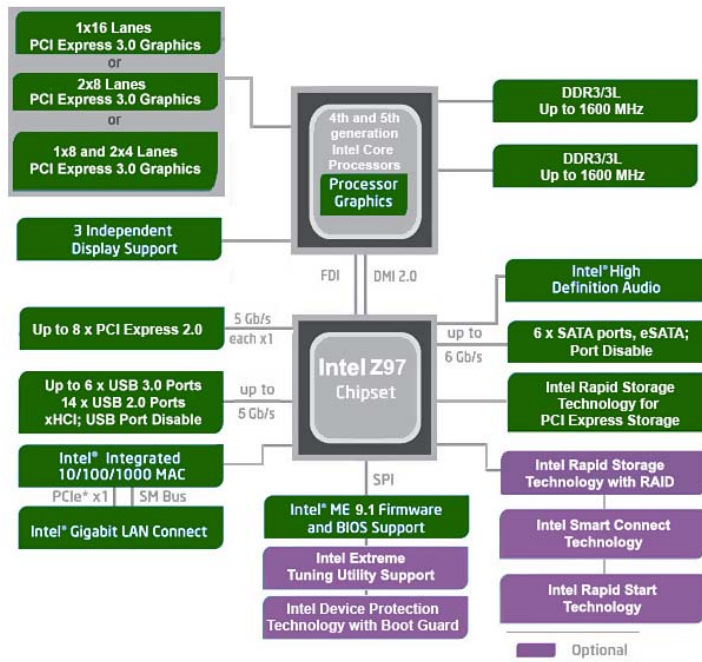 1x16 Lanes
PCI Express 3.0 Graphics
or
2x8 Lanes
PCI Express 3.0 Graphics
or
1x8 and 2x4 Lanes
PCI Express 3.0 Graphics
4th and 5th
generation
Intel Core
Processors
Processor
Graphics
DDR3/3L
Up to 1600 MHz
DDR3/3L
Up to 1600 MHz
3 Independent
Display Support
FDI
DMI 2.0
Intel® High
Definition Audio
Up to 8 x PCI Express 2.0
5 Gb/s
each x1
Intel Z97
Chipset
up to
6 Gb/s
6 x SATA ports, eSATA;
Port Disable
Up to 6 x USB 3.0 Ports
14 x USB 2.0 Ports
xHCI; USB Port Disable
up to
5 Gb/s
Intel Rapid Storage
Technology for
PCI Express Storage
Intel® Integrated
10/100/1000 MAC
PCIe* x1
SM Bus
Intel® Gigabit LAN Connect
SPI
Intel® ME 9.1 Firmware
and BIOS Support
Intel Extreme
Tuning Utility Support
Intel Device Protection
Technology with Boot Guard
Intel Rapid Storage
Technology with RAID
Intel Smart Connect
Technology
Intel Rapid Start
Technology
Optional